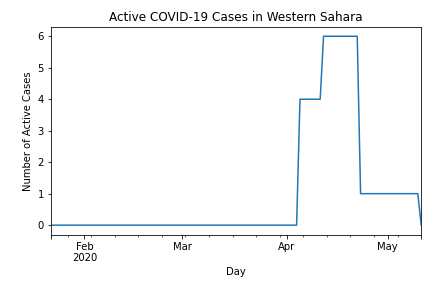 Active COVID-19 Cases in Western Sahara
6
5
4
3
2
1
0
Number of Active Cases
Feb
2020
Mar
Apr
May
Day